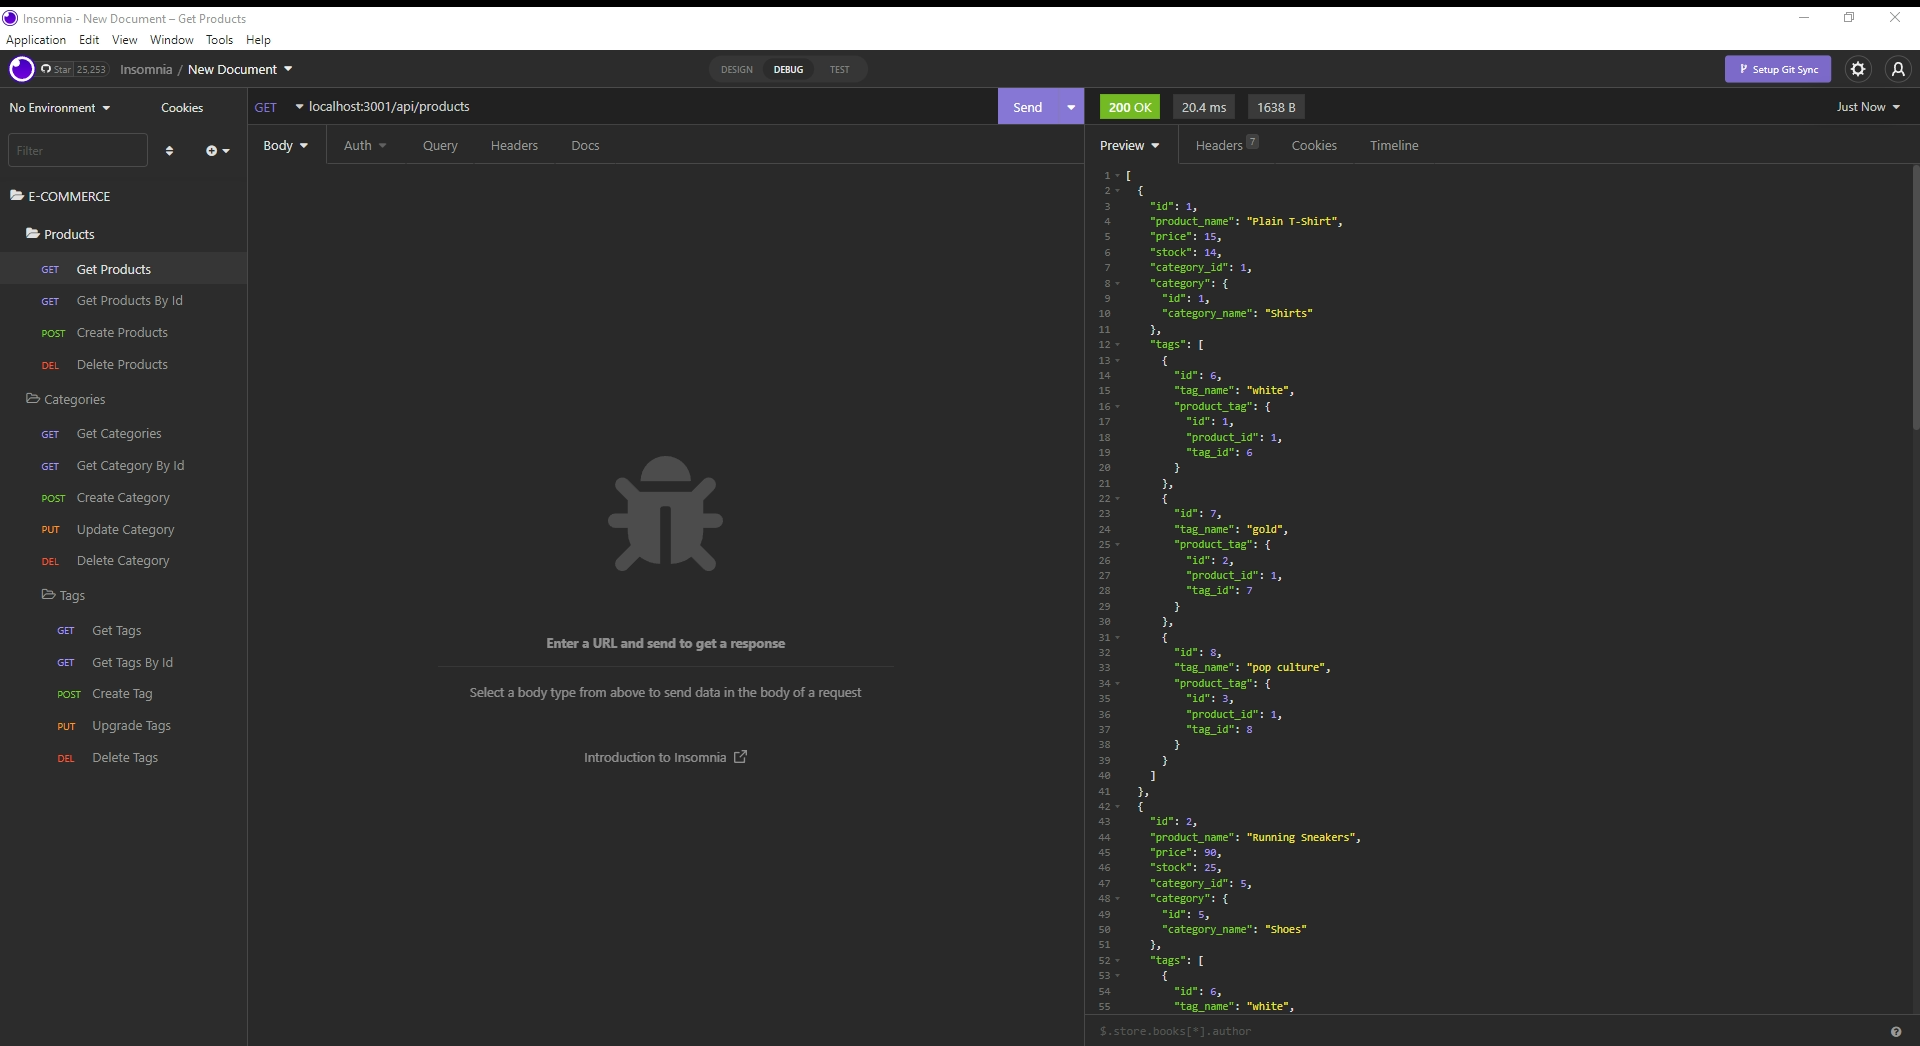 Insomnia - New Document – Get Products
Application Edit View Window Tools Help
Star 25,253 Insomnia / New Document DESIGN DEBUG TEST Setup Git Sync
No Environment Cookies
Filter
E-COMMERCE
Products
GET Get Products
GET Get Products By Id
POST Create Products
DEL Delete Products
Categories
GET Get Categories
GET Get Category By Id
POST Create Category
PUT Update Category
DEL Delete Category
Tags
GET Get Tags
GET Get Tags By Id
POST Create Tag
PUT Upgrade Tags
DEL Delete Tags
GET localhost:3001/api/products Send
Body Auth Query Headers Docs
Enter a URL and send to get a response
Select a body type from above to send data in the body of a request
Introduction to Insomnia
200 OK 20.4 ms 1638 B Just Now
Preview Headers 7 Cookies Timeline
1 [
2 {
3 "id": 1,
4 "product_name": "Plain T-Shirt",
5 "price": 15,
6 "stock": 14,
7 "category_id": 1,
8 "category": {
9 "id": 1,
10 "category_name": "Shirts"
11 },
12 "tags": [
13 {
14 "id": 6,
15 "tag_name": "white",
16 "product_tag": {
17 "id": 1,
18 "product_id": 1,
19 "tag_id": 6
20 }
21 },
22 {
23 "id": 7,
24 "tag_name": "gold",
25 "product_tag": {
26 "id": 2,
27 "product_id": 1,
28 "tag_id": 7
29 }
30 },
31 {
32 "id": 8,
33 "tag_name": "pop culture",
34 "product_tag": {
35 "id": 3,
36 "product_id": 1,
37 "tag_id": 8
38 }
39 }
40 ]
41 },
42 {
43 "id": 2,
44 "product_name": "Running Sneakers",
45 "price": 90,
46 "stock": 25,
47 "category_id": 5,
48 "category": {
49 "id": 5,
50 "category_name": "Shoes"
51 },
52 "tags": [
53 {
54 "id": 6,
55 "tag_name": "white",
$.store.books[*].author